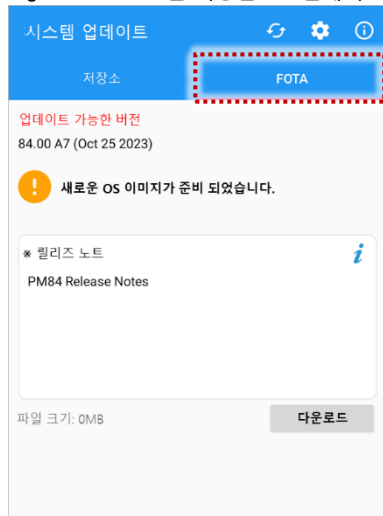 시스템 업데이트
저장소
FOTA
업데이트 가능한 버전
84.00 A7 (Oct 25 2023)
새로운 OS 이미지가 준비 되었습니다.
※ 릴리즈 노트
PM84 Release Notes
파일 크기: 0MB
다운로드